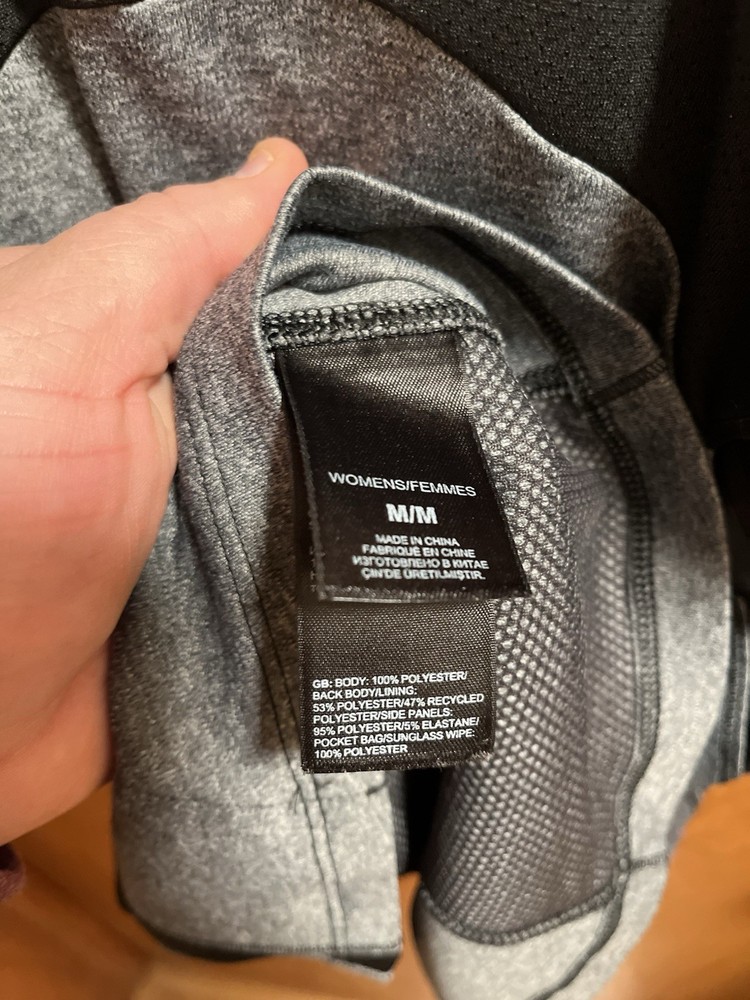 WOMENS/FEMMES
M/M
MADE IN CHINA
FABRIQUÉ EN CHINE
ИЗГОТОВЛЕНО В КИТАЕ
ÇİN'DE ÜRETİLMİŞTİR.
GB: BODY: 100% POLYESTER/
BACK BODY/LINING:
53% POLYESTER/47% RECYCLED
POLYESTER/SIDE PANELS:
95% POLYESTER/5% ELASTANE/
POCKET BAG/SUNGLASS WIPE:
100% POLYESTER